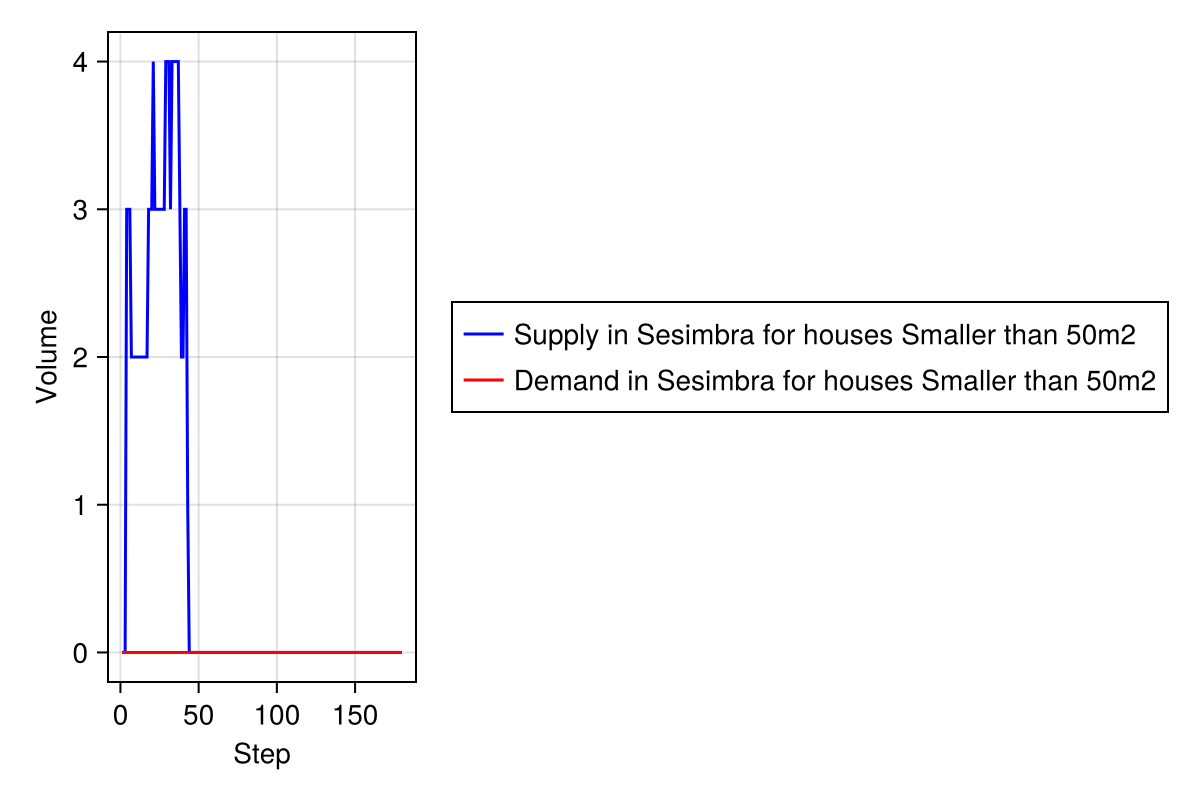 4
3
2
1
0
Volume
0 50 100 150
Step
Supply in Sesimbra for houses Smaller than 50m2
Demand in Sesimbra for houses Smaller than 50m2